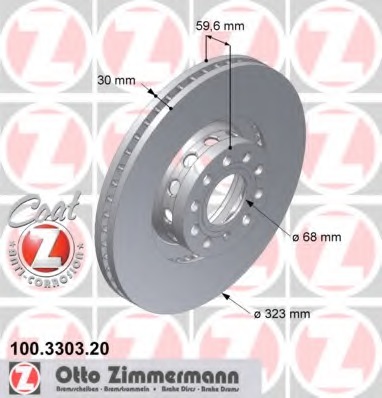 59,6 mm
30 mm
Coat
Z
ANTI-CORROSION
ø 68 mm
ø 323 mm
100.3303.20
Z
Otto Zimmermann
Bremsscheiben - Bremstrommeln • Brake Discs - Brake Drums